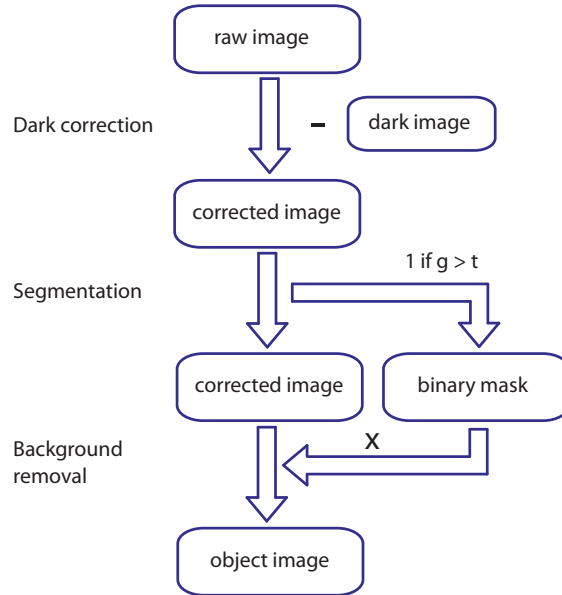 raw image
Dark correction
–
dark image
corrected image
1 if g > t
Segmentation
corrected image
binary mask
x
Background
removal
object image